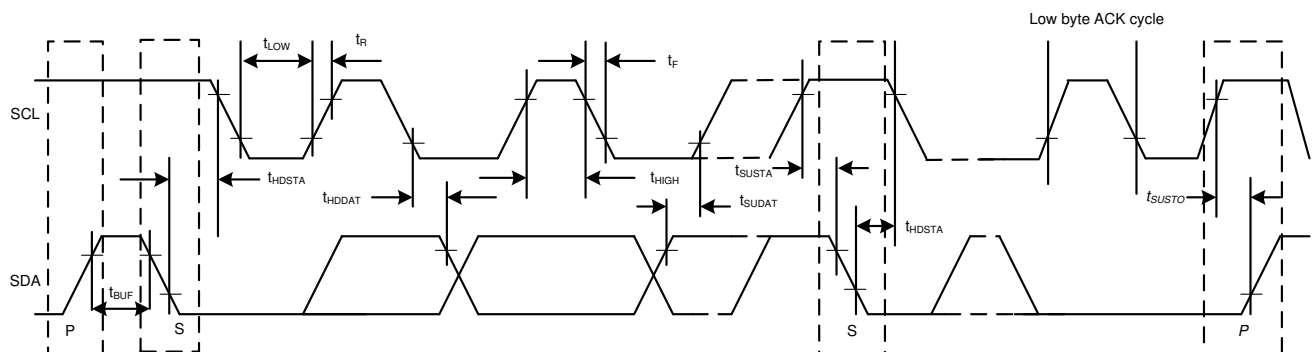 Low byte ACK cycle
tLOW
tR
tF
SCL
tHDSTA
tHDDAT
tHIGH
tSUDAT
tSUSTA
tHDSTA
tSUSTO
SDA
tBUF
P
S
S
P